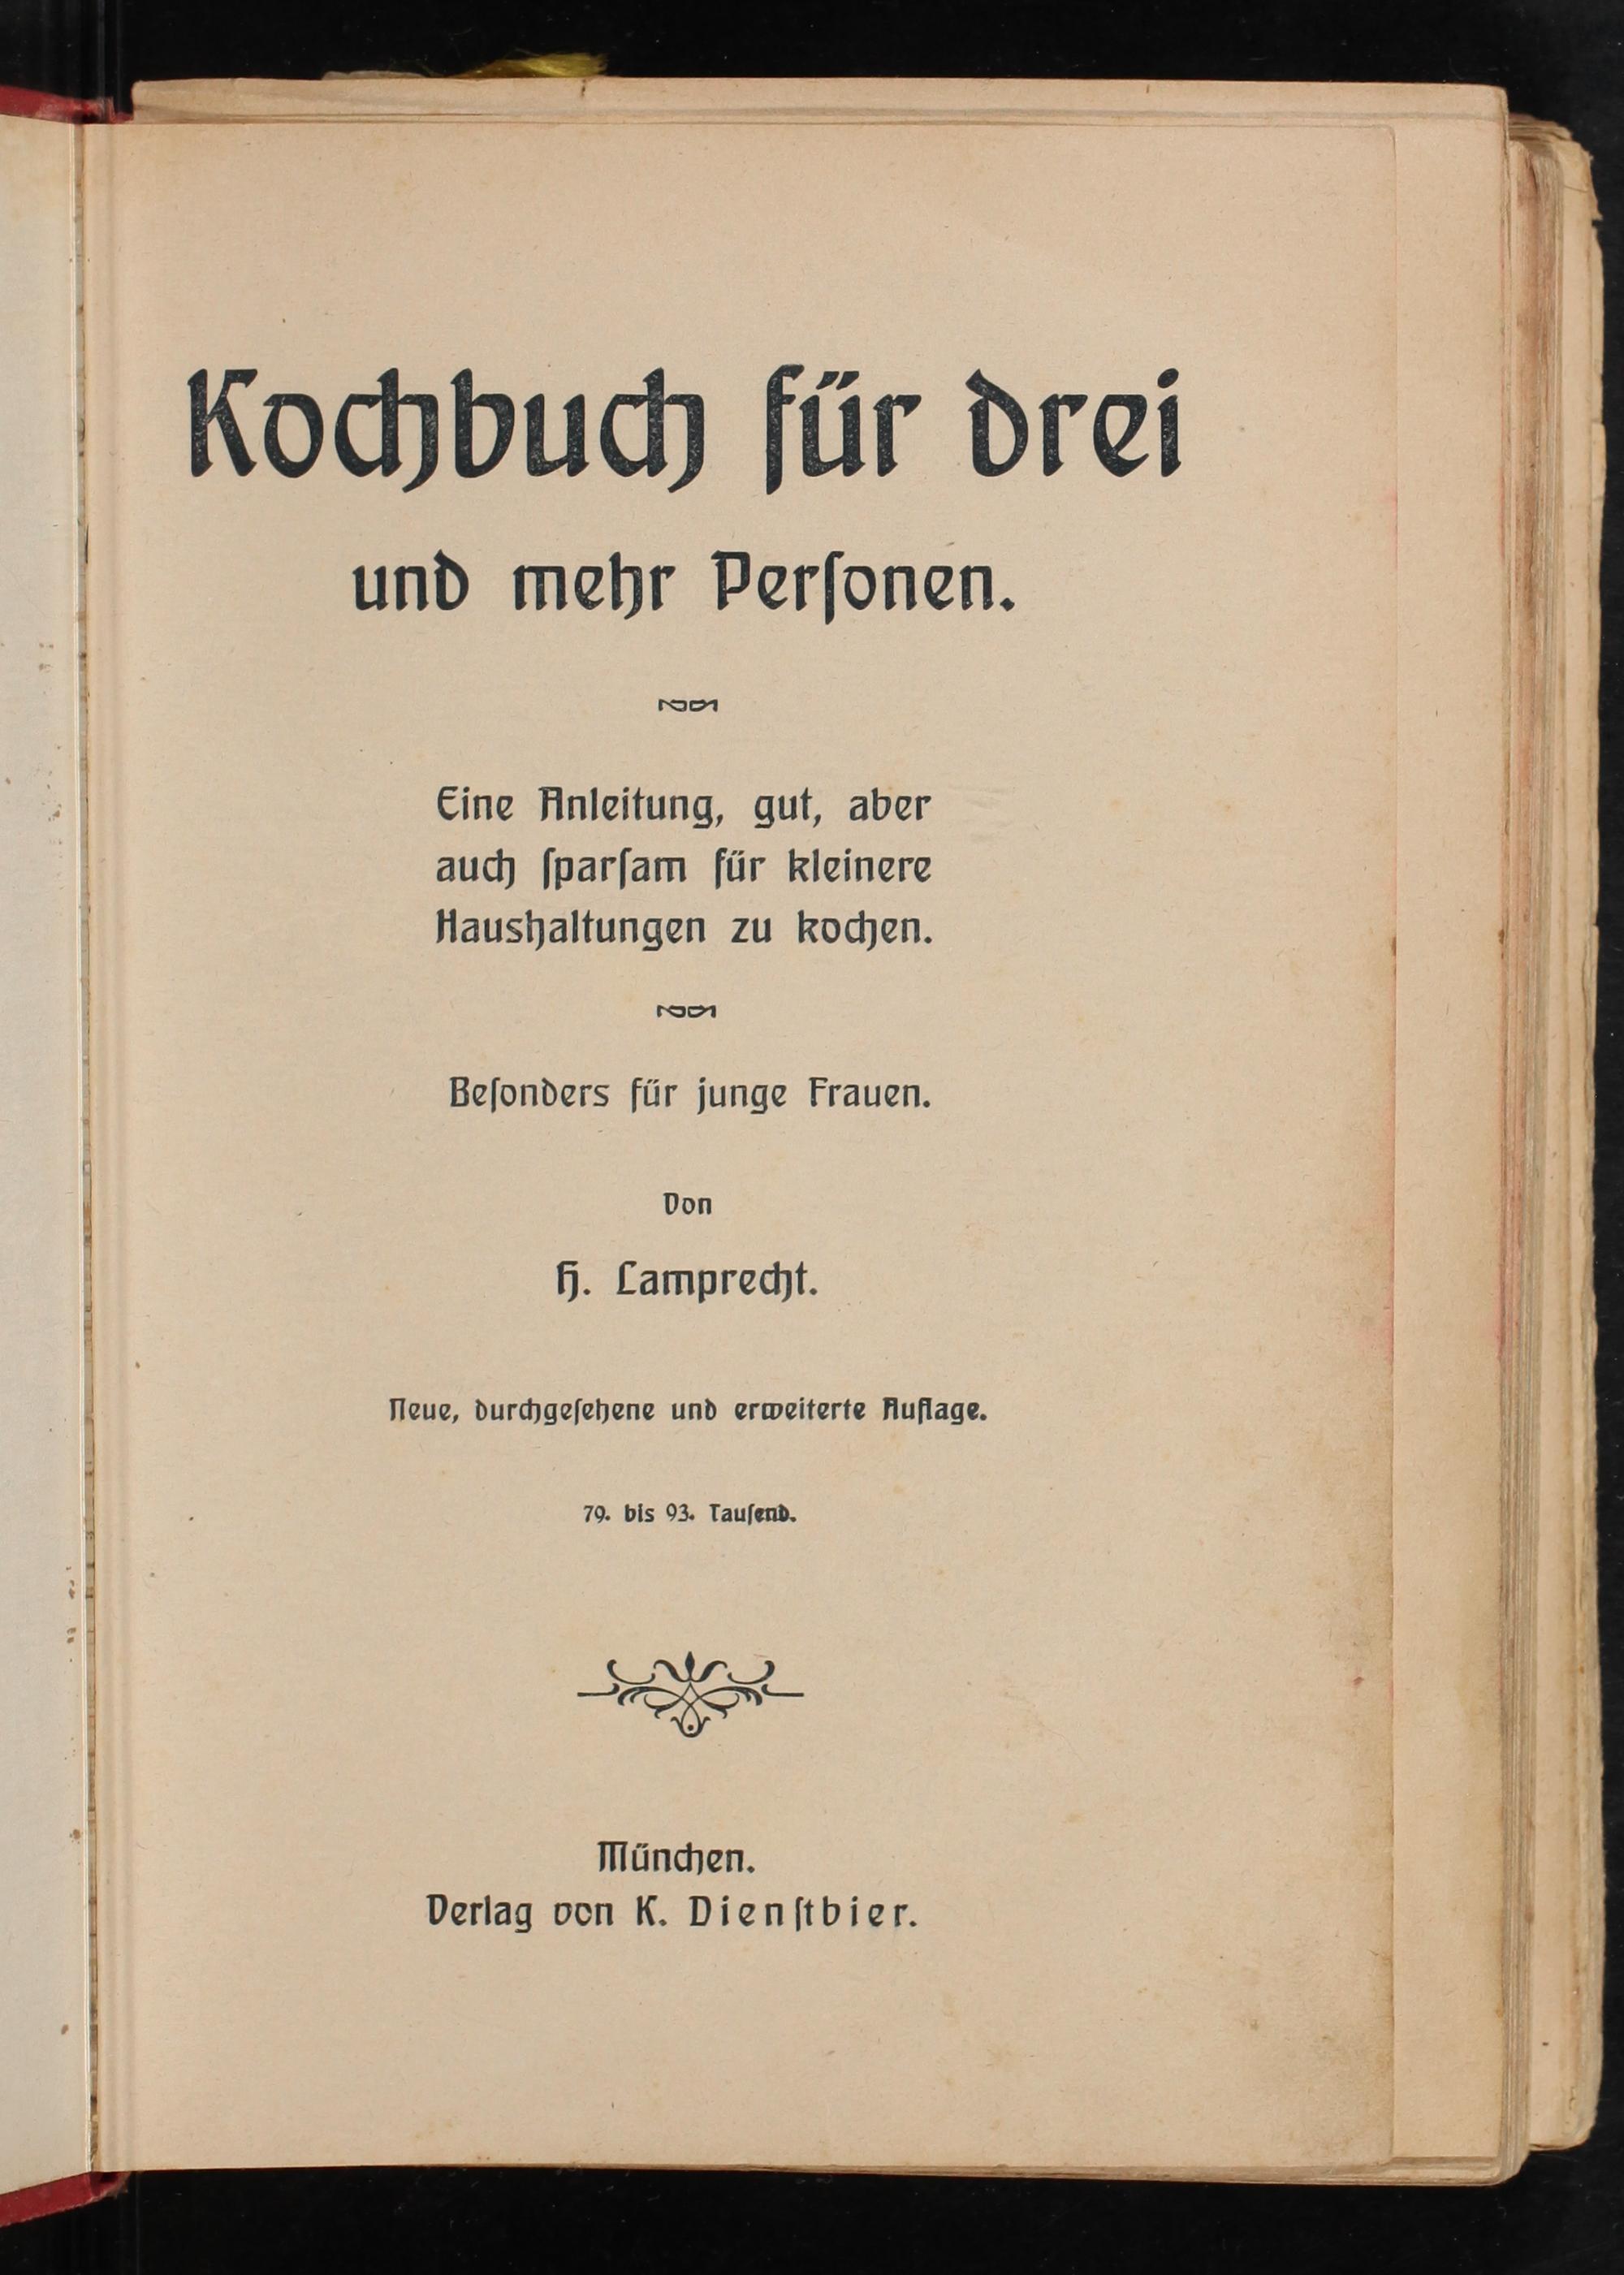 Kochbuch für drei
und mehr Perſonen.
Eine Anleitung, gut, aber
auch ſparſam für kleinere
Haushaltungen zu kochen.
Beſonders für junge Frauen.
Von
H. Lamprecht.
Neue, durchgeſehene und erweiterte Auflage.
79. bis 93. Tauſend.
München.
Verlag von K. Dienſtbier.